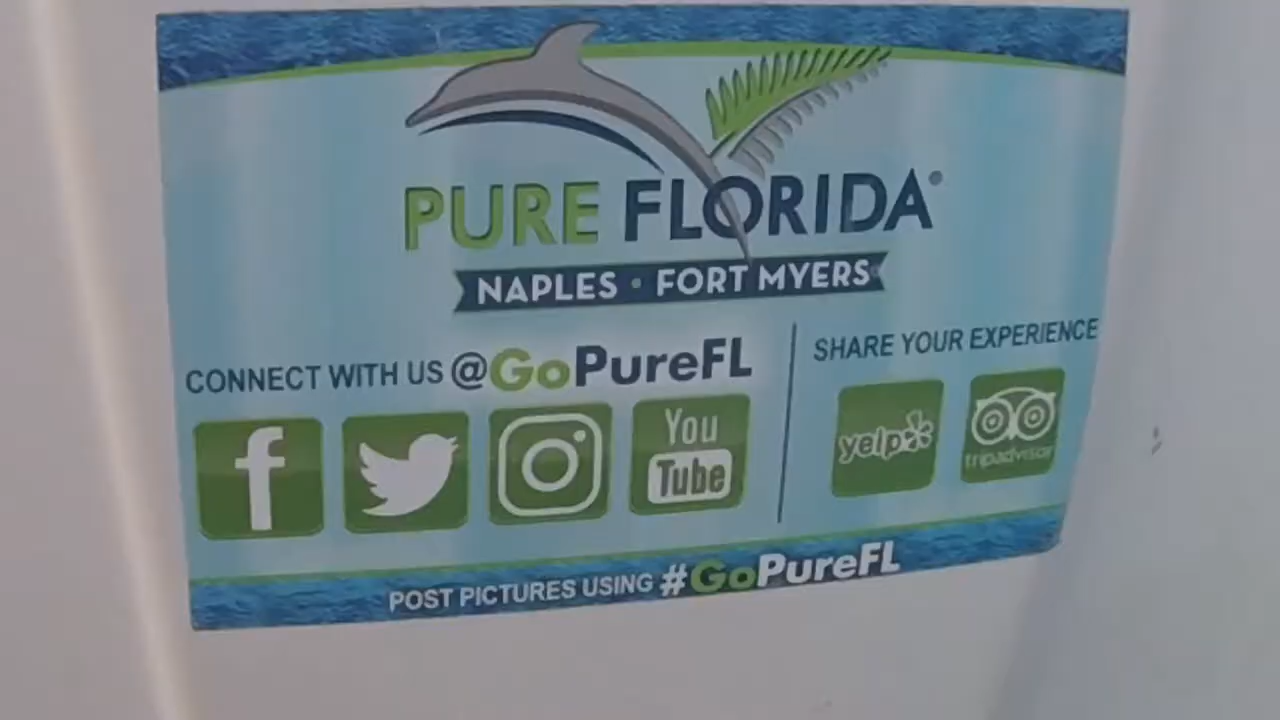 PURE FLORIDA®
NAPLES • FORT MYERS
CONNECT WITH US @GoPureFL
SHARE YOUR EXPERIENCE
f
You
Tube
yelp
tripadvisor
POST PICTURES USING #GoPureFL